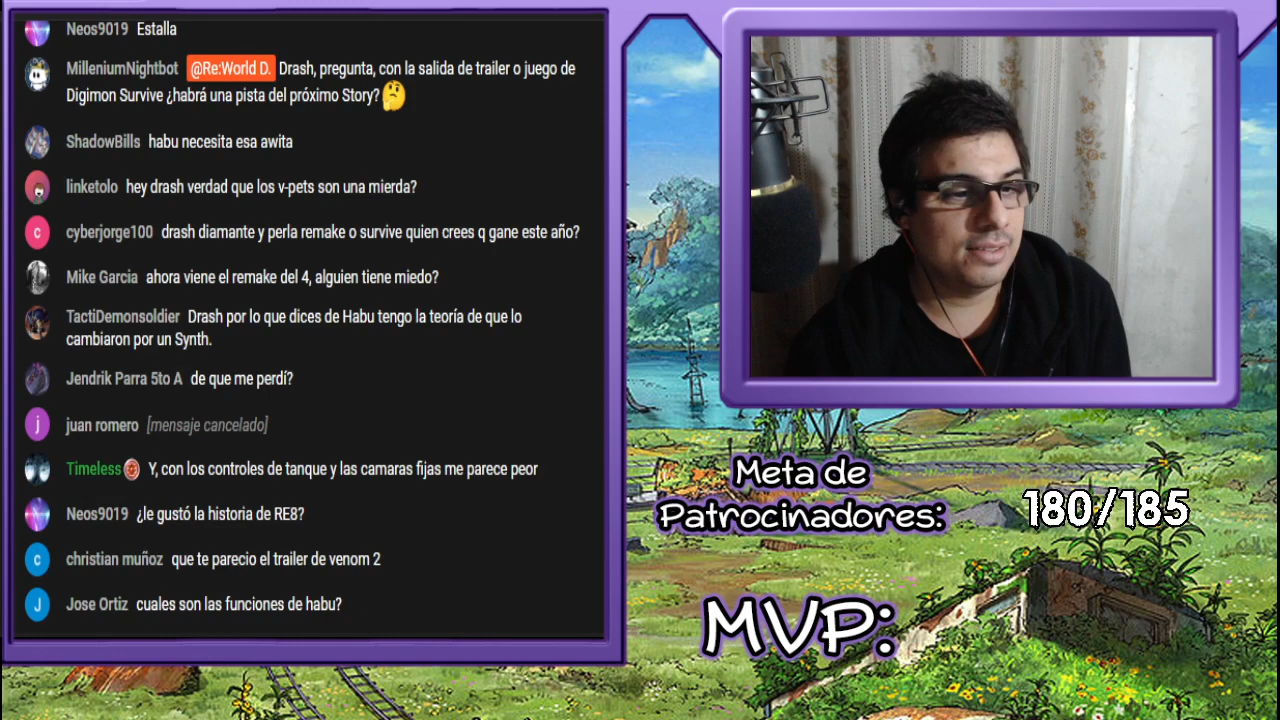 Neos9019 Estalla
MilleniumNightbot @Re:World D. Drash, pregunta, con la salida de trailer o juego de
Digimon Survive ¿habrá una pista del próximo Story?🤔
ShadowBills habu necesita esa awita
linketolo hey drash verdad que los v-pets son una mierda?
c
cyberjorge100 drash diamante y perla remake o survive quien crees q gane este año?
Mike Garcia ahora viene el remake del 4, alguien tiene miedo?
TactiDemonsoldier Drash por lo que dices de Habu tengo la teoría de que lo
cambiaron por un Synth.
Jendrik Parra 5to A de que me perdí?
j
juan romero [mensaje cancelado]
Timeless Y, con los controles de tanque y las camaras fijas me parece peor
Neos9019 ¿le gustó la historia de RE8?
c
christian muñoz que te parecio el trailer de venom 2
J
Jose Ortiz cuales son las funciones de habu?
Meta de
Patrocinadores:
180/185
MVP: